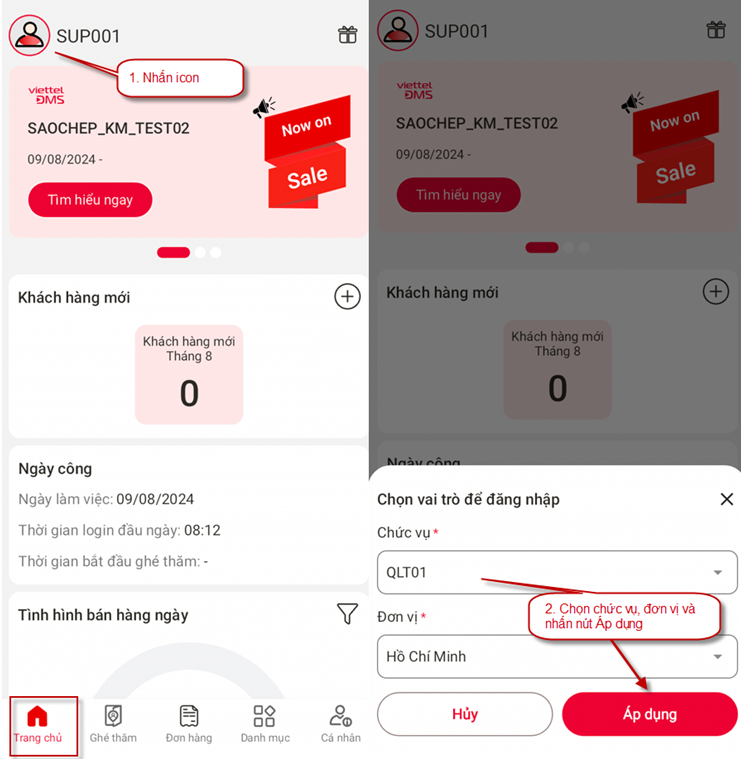 SUP001
1. Nhấn icon
viettel
DMS
SAOCHEP_KM_TEST02
09/08/2024 -
Tìm hiểu ngay
Now on
Sale
Khách hàng mới
Khách hàng mới
Tháng 8
0
Ngày công
Ngày làm việc: 09/08/2024
Thời gian login đầu ngày: 08:12
Thời gian bắt đầu ghé thăm: -
Tình hình bán hàng ngày
Trang chủ
Ghé thăm
Đơn hàng
Danh mục
Cá nhân
SUP001
viettel
DMS
SAOCHEP_KM_TEST02
09/08/2024 -
Tìm hiểu ngay
Now on
Sale
Khách hàng mới
Khách hàng mới
Tháng 8
0
Ngày công
Chọn vai trò để đăng nhập
Chức vụ *
QLT01
2. Chọn chức vụ, đơn vị và
nhấn nút Áp dụng
Đơn vị *
Hồ Chí Minh
Hủy
Áp dụng